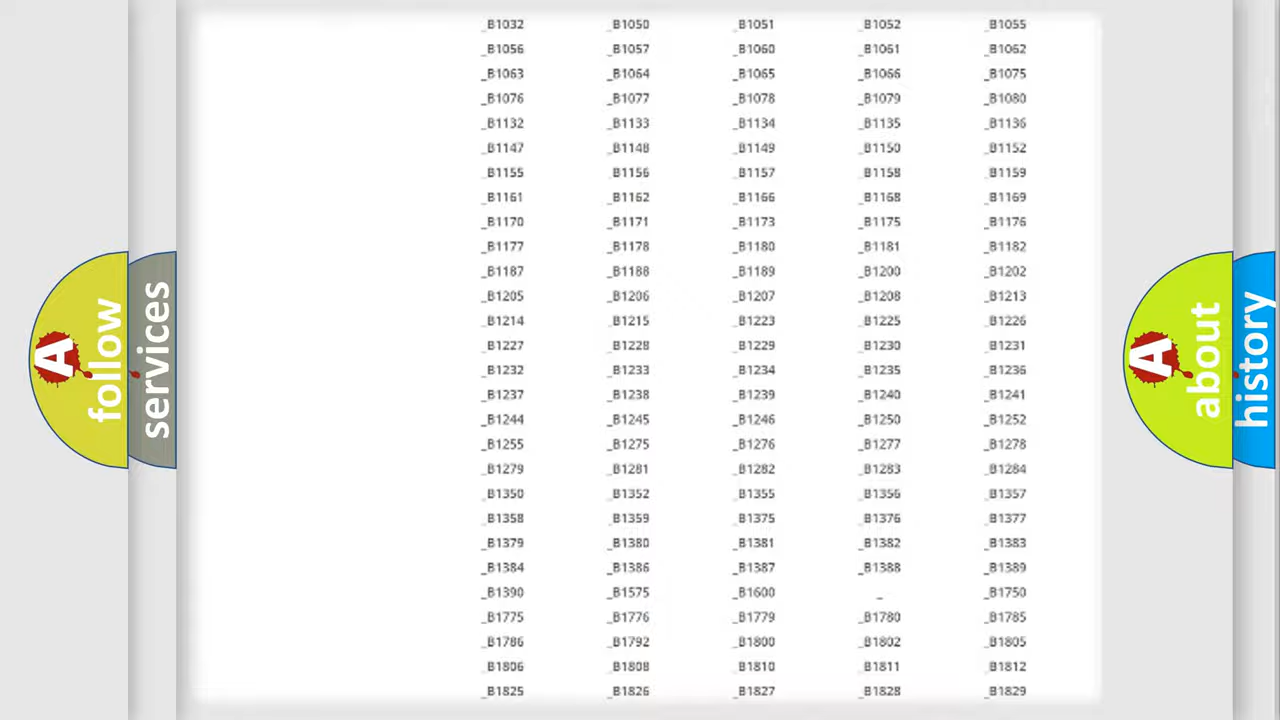 _B1032 _B1050 _B1051 _B1052 _B1055
_B1056 _B1057 _B1060 _B1061 _B1062
_B1063 _B1064 _B1065 _B1066 _B1075
_B1076 _B1077 _B1078 _B1079 _B1080
_B1132 _B1133 _B1134 _B1135 _B1136
_B1147 _B1148 _B1149 _B1150 _B1152
_B1155 _B1156 _B1157 _B1158 _B1159
_B1161 _B1162 _B1166 _B1168 _B1169
_B1170 _B1171 _B1173 _B1175 _B1176
_B1177 _B1178 _B1180 _B1181 _B1182
_B1187 _B1188 _B1189 _B1200 _B1202
_B1205 _B1206 _B1207 _B1208 _B1213
_B1214 _B1215 _B1223 _B1225 _B1226
_B1227 _B1228 _B1229 _B1230 _B1231
_B1232 _B1233 _B1234 _B1235 _B1236
_B1237 _B1238 _B1239 _B1240 _B1241
_B1244 _B1245 _B1246 _B1250 _B1252
_B1255 _B1275 _B1276 _B1277 _B1278
_B1279 _B1281 _B1282 _B1283 _B1284
_B1350 _B1352 _B1355 _B1356 _B1357
_B1358 _B1359 _B1375 _B1376 _B1377
_B1379 _B1380 _B1381 _B1382 _B1383
_B1384 _B1386 _B1387 _B1388 _B1389
_B1390 _B1575 _B1600 _ _B1750
_B1775 _B1776 _B1779 _B1780 _B1785
_B1786 _B1792 _B1800 _B1802 _B1805
_B1806 _B1808 _B1810 _B1811 _B1812
_B1825 _B1826 _B1827 _B1828 _B1829
A follow
services
A about
history